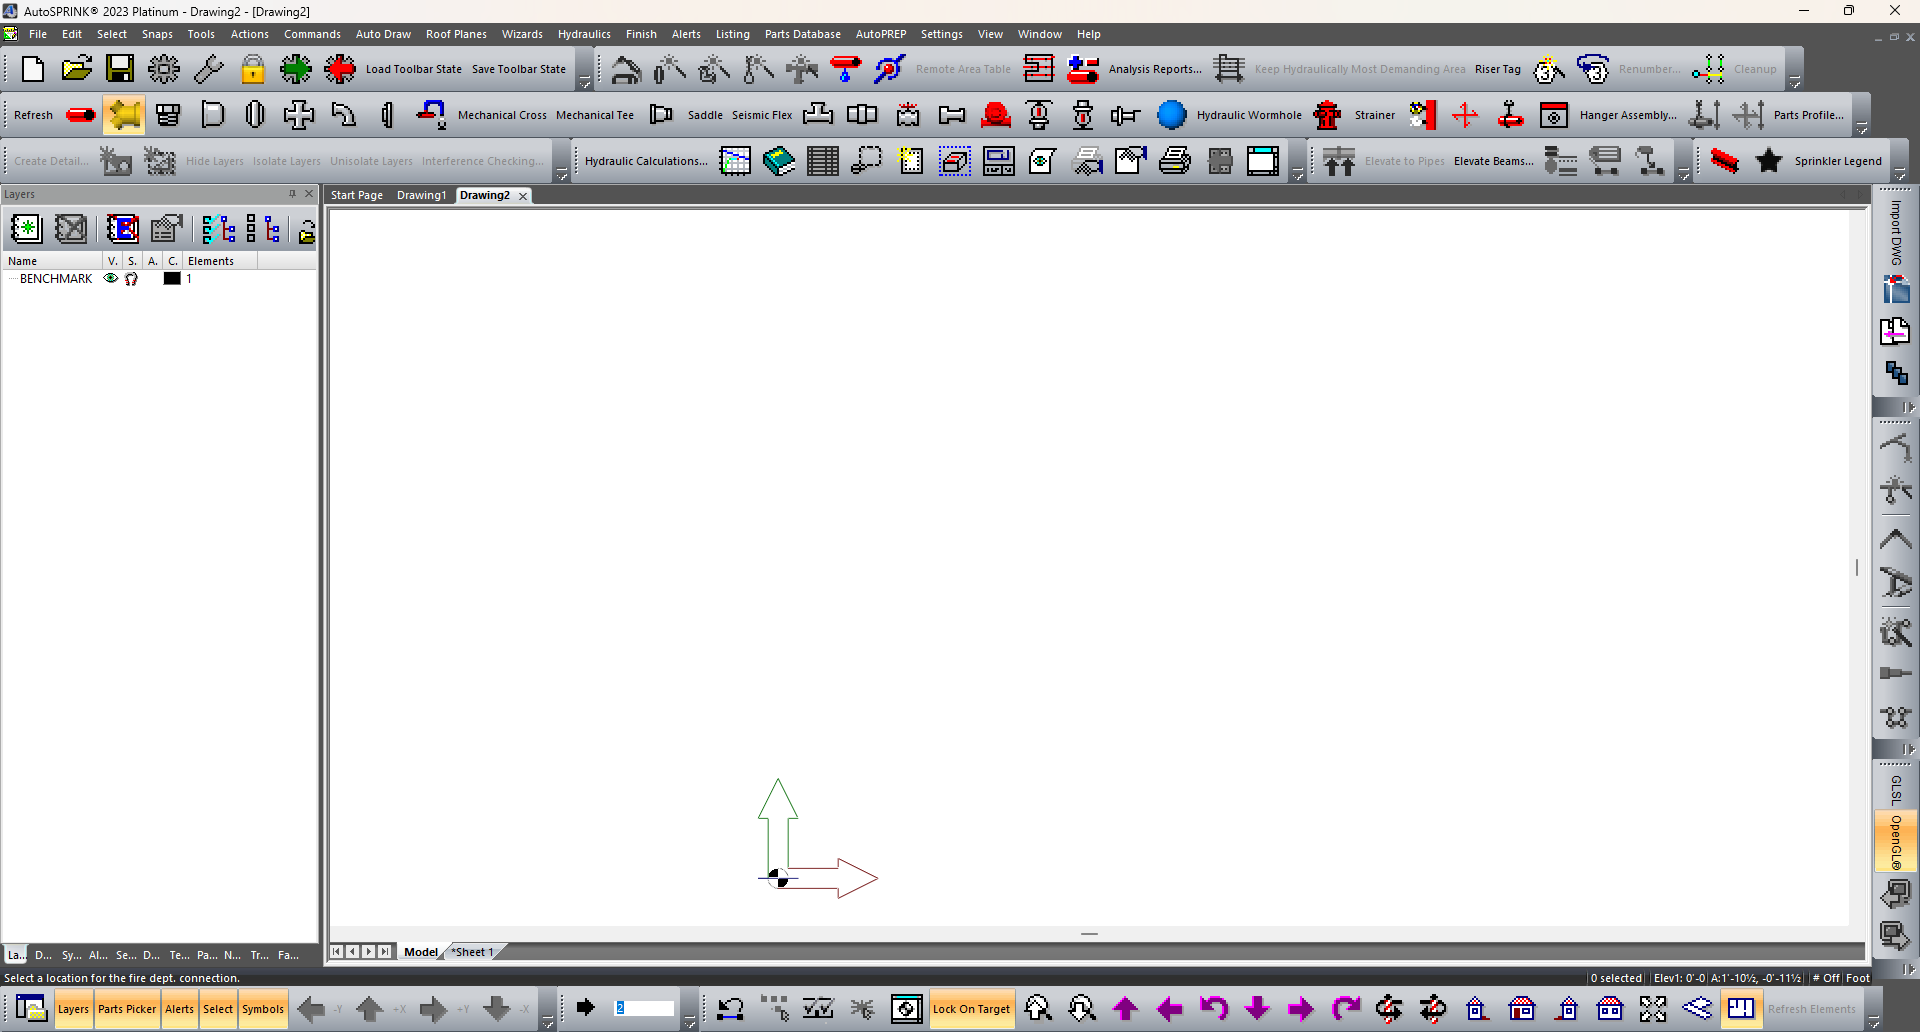 AutoSPRINK® 2023 Platinum - Drawing2 - [Drawing2]
File Edit Select Snaps Tools Actions Commands Auto Draw Roof Planes Wizards Hydraulics Finish Alerts Listing Parts Database AutoPREP Settings View Window Help
Load Toolbar State Save Toolbar State Remote Area Table Analysis Reports... Keep Hydraulically Most Demanding Area Riser Tag Renumber... Cleanup
Refresh Mechanical Cross Mechanical Tee Saddle Seismic Flex Hydraulic Wormhole Strainer Hanger Assembly... Parts Profile...
Create Detail... Hide Layers Isolate Layers Unisolate Layers Interference Checking... Hydraulic Calculations... Elevate to Pipes Elevate Beams... Sprinkler Legend
Layers
Start Page Drawing1 Drawing2
Import DWG
Name V. S. A. C. Elements
BENCHMARK 1
GLSL
OpenGL®
La... D... Sy... Al... Se... D... Te... Pa... N... Tr... Fa...
Model *Sheet 1
Select a location for the fire dept. connection.
0 selected Elev1: 0'-0 A:1'-10½, -0'-11½ # Off Foot
Layers Parts Picker Alerts Select Symbols -Y +X +Y -X 2 Lock On Target Refresh Elements